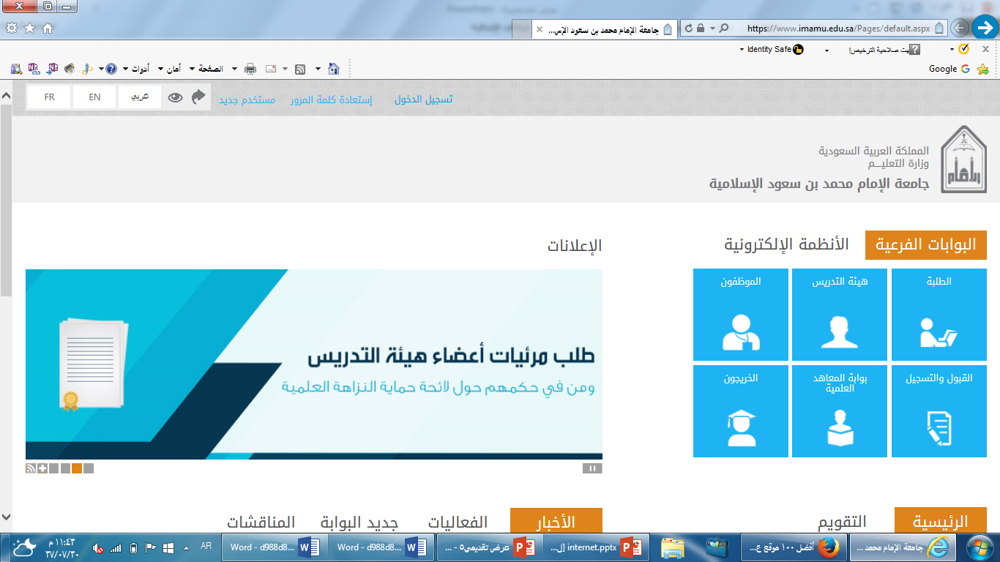 https://www.imamu.edu.sa/Pages/default.aspx
جامعة الإمام محمد بن سعود الإس...
Identity Safe
هت صلاحية الترخيص!
Google
الصفحة
أمان
أدوات
تسجيل الدخول
إستعادة كلمة المرور
مستخدم جديد
عربي
EN
FR
المملكة العربية السعودية
وزارة التعليـــم
جامعة الإمام محمد بن سعود الإسلامية
البوابات الفرعية
الأنظمة الإلكترونية
الإعلانات
الطلبة
هيئة التدريس
الموظفون
القبول والتسجيل
بوابة المعاهد
العلمية
الخريجون
طلب مرئيات أعضاء هيئة التدريس
ومن في حكمهم حول لائحة حماية النزاهة العلمية
الرئيسية
التقويم
الأخبار
الفعاليات
جديد البوابة
المناقشات
جامعة الإمام محمد ...
أفضل ١٠٠ موقع ع...
internet.pptx [ل...
عرض تقديمي٥ - ...
Word - d988d8...
Word - d988d8...
AR
١١:٤٣ م
٣٧/٠٧/٣٠